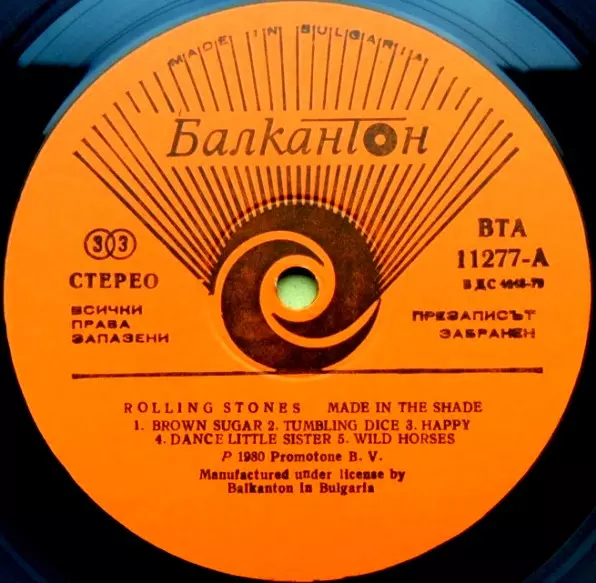 MADE IN BULGARIA
Балкантон
33
СТЕРЕО
ВСИЧКИ
ПРАВА
ЗАПАЗЕНИ
ВТА
11277-А
БДС
ПРЕЗАПИСЪТ
ЗАБРАНЕН
ROLLING STONES MADE IN THE SHADE
1. BROWN SUGAR 2. TUMBLING DICE 3. HAPPY
4. DANCE LITTLE SISTER 5. WILD HORSES
P 1980 Promotone B. V.
Manufactured under license by
Balkanton in Bulgaria